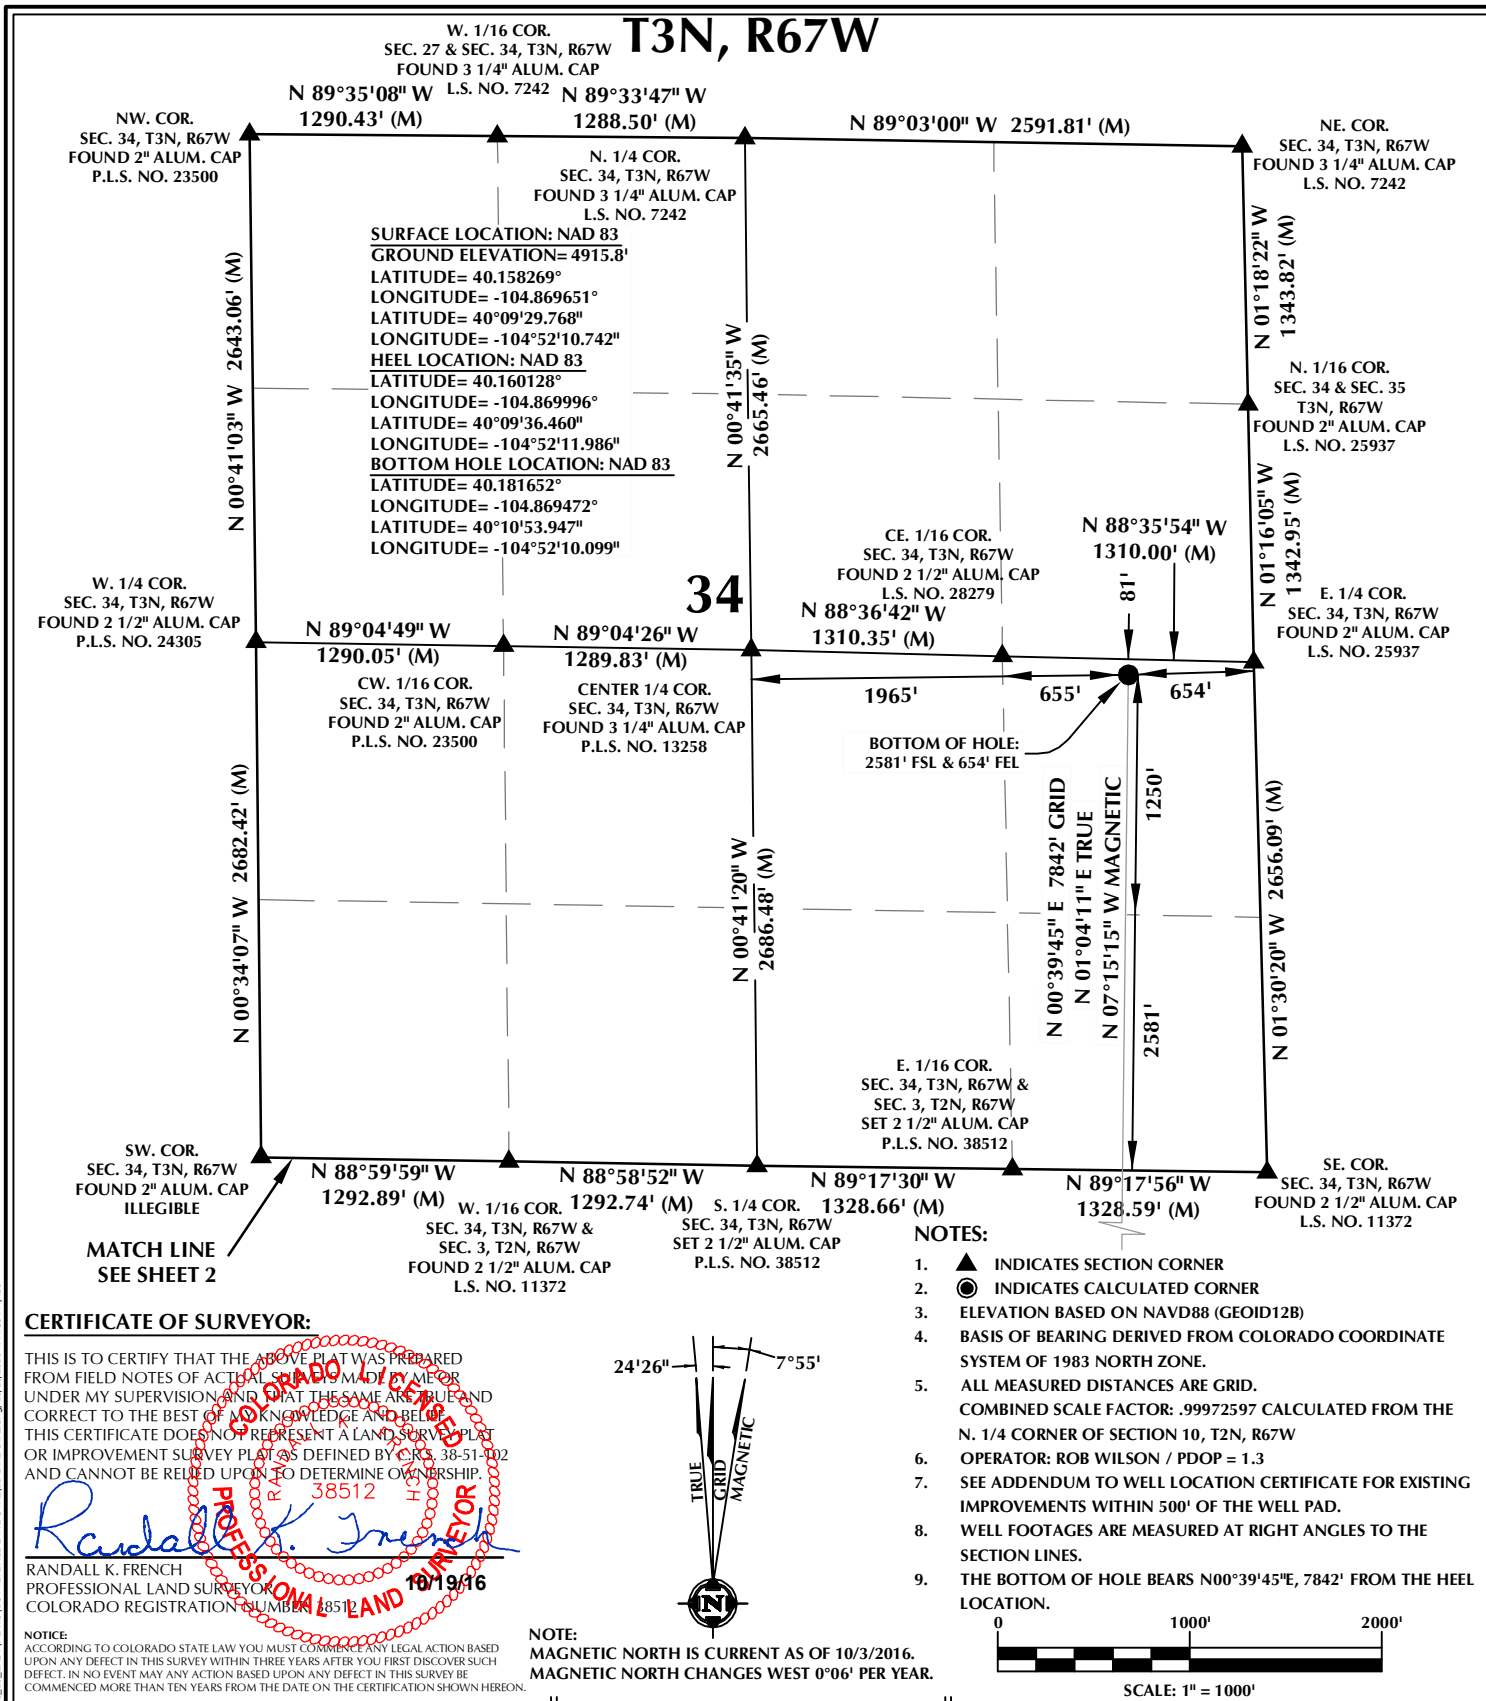 T3N, R67W
W. 1/16 COR.
SEC. 27 & SEC. 34, T3N, R67W
FOUND 3 1/4" ALUM. CAP
L.S. NO. 7242
N 89°35'08" W
1290.43' (M)
N 89°33'47" W
1288.50' (M)
N 89°03'00" W 2591.81' (M)
NW. COR.
SEC. 34, T3N, R67W
FOUND 2" ALUM. CAP
P.L.S. NO. 23500
N. 1/4 COR.
SEC. 34, T3N, R67W
FOUND 3 1/4" ALUM. CAP
L.S. NO. 7242
NE. COR.
SEC. 34, T3N, R67W
FOUND 3 1/4" ALUM. CAP
L.S. NO. 7242
SURFACE LOCATION: NAD 83
GROUND ELEVATION= 4915.8'
LATITUDE= 40.158269°
LONGITUDE= -104.869651°
LATITUDE= 40°09'29.768"
LONGITUDE= -104°52'10.742"
HEEL LOCATION: NAD 83
LATITUDE= 40.160128°
LONGITUDE= -104.869996°
LATITUDE= 40°09'36.460"
LONGITUDE= -104°52'11.986"
BOTTOM HOLE LOCATION: NAD 83
LATITUDE= 40.181652°
LONGITUDE= -104.869472°
LATITUDE= 40°10'53.947"
LONGITUDE= -104°52'10.099"
N 00°41'03" W 2643.06' (M)
N 00°41'35" W
2665.46' (M)
N 01°18'22" W
1343.82' (M)
N. 1/16 COR.
SEC. 34 & SEC. 35
T3N, R67W
FOUND 2" ALUM. CAP
L.S. NO. 25937
N 01°16'05" W
1342.95' (M)
W. 1/4 COR.
SEC. 34, T3N, R67W
FOUND 2 1/2" ALUM. CAP
P.L.S. NO. 24305
34
CE. 1/16 COR.
SEC. 34, T3N, R67W
FOUND 2 1/2" ALUM. CAP
L.S. NO. 28279
N 88°35'54" W
1310.00' (M)
81'
E. 1/4 COR.
SEC. 34, T3N, R67W
FOUND 2" ALUM. CAP
L.S. NO. 25937
N 89°04'49" W
1290.05' (M)
N 89°04'26" W
1289.83' (M)
N 88°36'42" W
1310.35' (M)
CW. 1/16 COR.
SEC. 34, T3N, R67W
FOUND 2" ALUM. CAP
P.L.S. NO. 23500
CENTER 1/4 COR.
SEC. 34, T3N, R67W
FOUND 3 1/4" ALUM. CAP
P.L.S. NO. 13258
1965'
655'
654'
BOTTOM OF HOLE:
2581' FSL & 654' FEL
N 00°34'07" W 2682.42' (M)
N 00°41'20" W
2686.48' (M)
N 00°39'45" E 7842' GRID
N 01°04'11" E TRUE
N 07°15'15" W MAGNETIC
1250'
2581'
N 01°30'20" W 2656.09' (M)
E. 1/16 COR.
SEC. 34, T3N, R67W &
SEC. 3, T2N, R67W
SET 2 1/2" ALUM. CAP
P.L.S. NO. 38512
SW. COR.
SEC. 34, T3N, R67W
FOUND 2" ALUM. CAP
ILLEGIBLE
N 88°59'59" W
1292.89' (M)
N 88°58'52" W
1292.74' (M)
N 89°17'30" W
1328.66' (M)
N 89°17'56" W
1328.59' (M)
SE. COR.
SEC. 34, T3N, R67W
FOUND 2 1/2" ALUM. CAP
L.S. NO. 11372
W. 1/16 COR.
SEC. 34, T3N, R67W &
SEC. 3, T2N, R67W
FOUND 2 1/2" ALUM. CAP
L.S. NO. 11372
S. 1/4 COR.
SEC. 34, T3N, R67W
SET 2 1/2" ALUM. CAP
P.L.S. NO. 38512
MATCH LINE
SEE SHEET 2
NOTES:
1. INDICATES SECTION CORNER
2. INDICATES CALCULATED CORNER
3. ELEVATION BASED ON NAVD88 (GEOID12B)
4. BASIS OF BEARING DERIVED FROM COLORADO COORDINATE
SYSTEM OF 1983 NORTH ZONE.
5. ALL MEASURED DISTANCES ARE GRID.
COMBINED SCALE FACTOR: .99972597 CALCULATED FROM THE
N. 1/4 CORNER OF SECTION 10, T2N, R67W
6. OPERATOR: ROB WILSON / PDOP = 1.3
7. SEE ADDENDUM TO WELL LOCATION CERTIFICATE FOR EXISTING
IMPROVEMENTS WITHIN 500' OF THE WELL PAD.
8. WELL FOOTAGES ARE MEASURED AT RIGHT ANGLES TO THE
SECTION LINES.
9. THE BOTTOM OF HOLE BEARS N00°39'45"E, 7842' FROM THE HEEL
LOCATION.
CERTIFICATE OF SURVEYOR:
THIS IS TO CERTIFY THAT THE ABOVE PLAT WAS PREPARED
FROM FIELD NOTES OF ACTUAL SURVEYS MADE BY ME OR
UNDER MY SUPERVISION AND THAT THE SAME ARE TRUE AND
CORRECT TO THE BEST OF MY KNOWLEDGE AND BELIEF.
THIS CERTIFICATE DOES NOT REPRESENT A LAND SURVEY PLAT
OR IMPROVEMENT SURVEY PLAT AS DEFINED BY C.R.S. 38-51-102
AND CANNOT BE RELIED UPON TO DETERMINE OWNERSHIP.
COLORADO LICENSED
PROFESSIONAL LAND SURVEYOR
RANDALL K. FRENCH
38512
Randall K. French
10/19/16
RANDALL K. FRENCH
PROFESSIONAL LAND SURVEYOR
COLORADO REGISTRATION NUMBER 38512
NOTICE:
ACCORDING TO COLORADO STATE LAW YOU MUST COMMENCE ANY LEGAL ACTION BASED
UPON ANY DEFECT IN THIS SURVEY WITHIN THREE YEARS AFTER YOU FIRST DISCOVER SUCH
DEFECT. IN NO EVENT MAY ANY ACTION BASED UPON ANY DEFECT IN THIS SURVEY BE
COMMENCED MORE THAN TEN YEARS FROM THE DATE ON THE CERTIFICATION SHOWN HEREON.
24'26"
7°55'
TRUE
GRID
MAGNETIC
N
NOTE:
MAGNETIC NORTH IS CURRENT AS OF 10/3/2016.
MAGNETIC NORTH CHANGES WEST 0°06' PER YEAR.
0 1000' 2000'
SCALE: 1" = 1000'